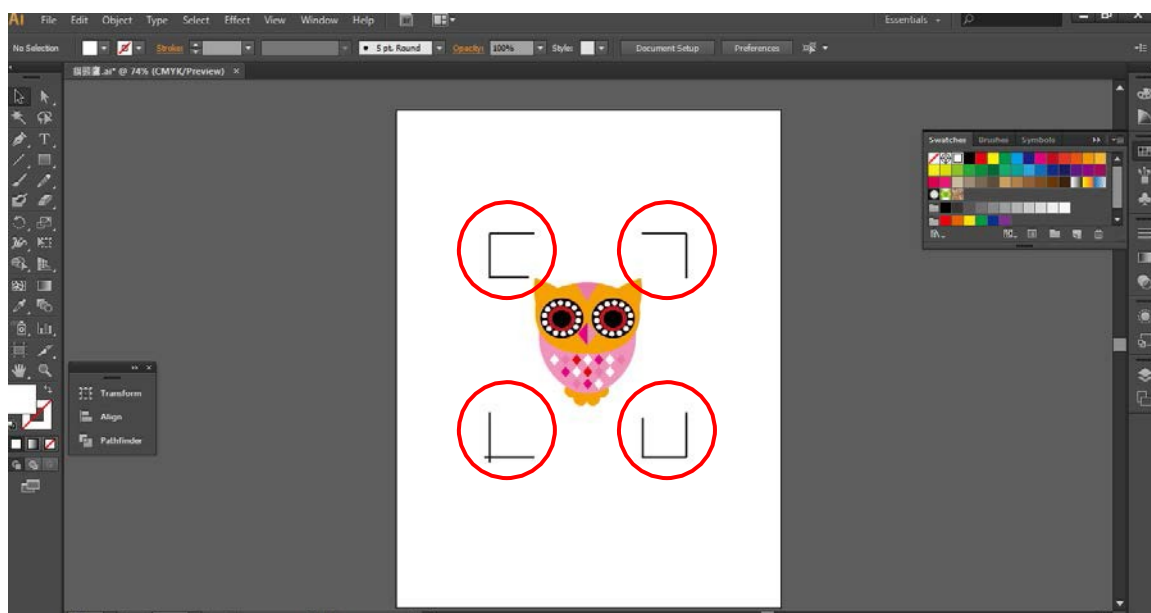 Ai File Edit Object Type Select Effect View Window Help Br Essentials
No Selection Stroke: 5 pt. Round Opacity: 100% Style: Document Setup Preferences
.ai* @ 74% (CMYK/Preview) ×
Swatches Brushes Symbols
Transform
Align
Pathfinder